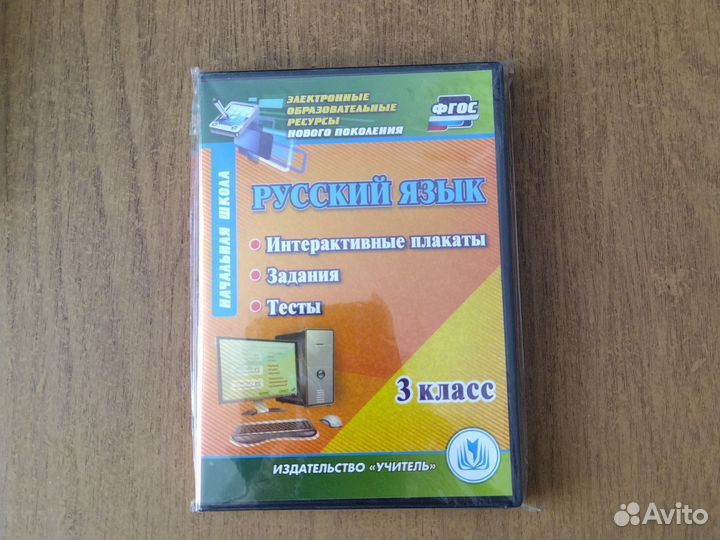 ЭЛЕКТРОННЫЕ
ОБРАЗОВАТЕЛЬНЫЕ
РЕСУРСЫ
НОВОГО ПОКОЛЕНИЯ
ФГОС
НАЧАЛЬНАЯ ШКОЛА
РУССКИЙ ЯЗЫК
• Интерактивные плакаты
• Задания
• Тесты
3 класс
ИЗДАТЕЛЬСТВО «УЧИТЕЛЬ»
Avito